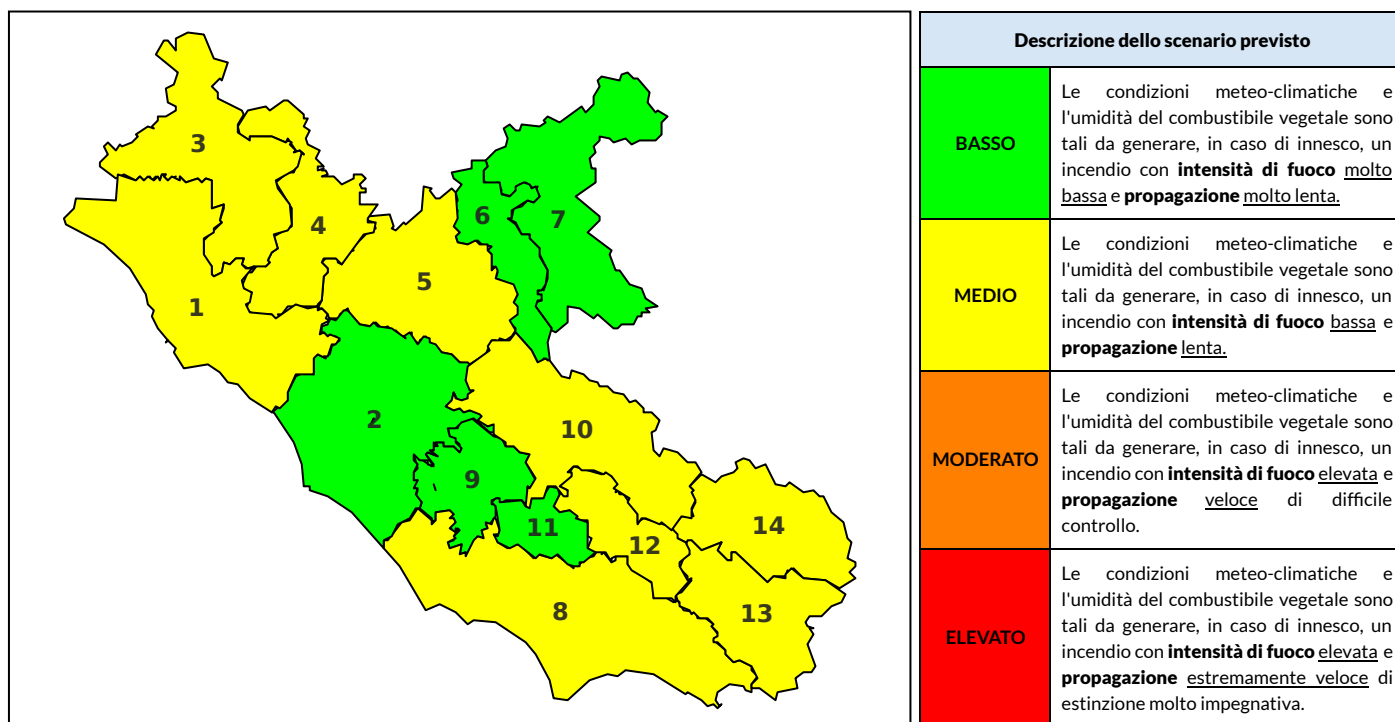 3
4
6
7
5
1
2
10
9
11
12
14
8
13
Descrizione dello scenario previsto
BASSO
Le condizioni meteo-climatiche e
l'umidità del combustibile vegetale sono
tali da generare, in caso di innesco, un
incendio con intensità di fuoco molto
bassa e propagazione molto lenta.
MEDIO
Le condizioni meteo-climatiche e
l'umidità del combustibile vegetale sono
tali da generare, in caso di innesco, un
incendio con intensità di fuoco bassa e
propagazione lenta.
MODERATO
Le condizioni meteo-climatiche e
l'umidità del combustibile vegetale sono
tali da generare, in caso di innesco, un
incendio con intensità di fuoco elevata e
propagazione veloce di difficile
controllo.
ELEVATO
Le condizioni meteo-climatiche e
l'umidità del combustibile vegetale sono
tali da generare, in caso di innesco, un
incendio con intensità di fuoco elevata e
propagazione estremamente veloce di
estinzione molto impegnativa.